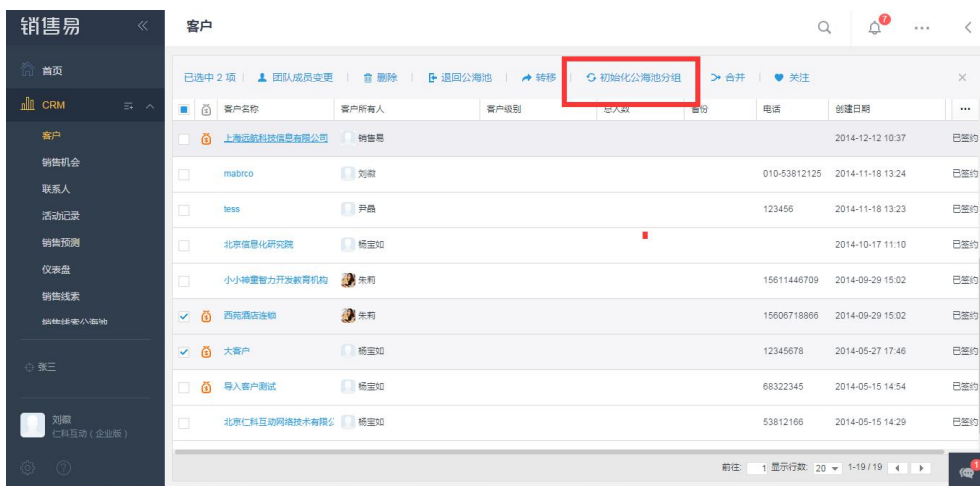 销售易
客户
7
首页
CRM
客户
销售机会
联系人
活动记录
销售预测
仪表盘
销售线索
销售线索公海池
张三
刘徽
仁科互动（企业版）
已选中 2 项 团队成员变更 删除 退回公海池 转移 初始化公海池分组 合并 关注
客户名称 客户所有人 客户级别 总人数 省份 电话 创建日期
上海远航科技信息有限公司 销售易 2014-12-12 10:37 已签约
mabrco 刘徽 010-53812125 2014-11-18 13:24 已签约
tess 尹晶 123456 2014-11-18 13:23 已签约
北京信息化研究院 杨宝如 2014-10-17 11:10 已签约
小小神童智力开发教育机构 朱莉 15611446709 2014-09-29 15:02 已签约
西苑酒店连锁 朱莉 15606718866 2014-09-29 15:02 已签约
大客户 杨宝如 12345678 2014-05-27 17:46 已签约
导入客户测试 杨宝如 68322345 2014-05-15 14:54 已签约
北京仁科互动网络技术有限公 杨宝如 53812166 2014-05-15 14:29 已签约
前往: 1 显示行数: 20 1-19 / 19
1